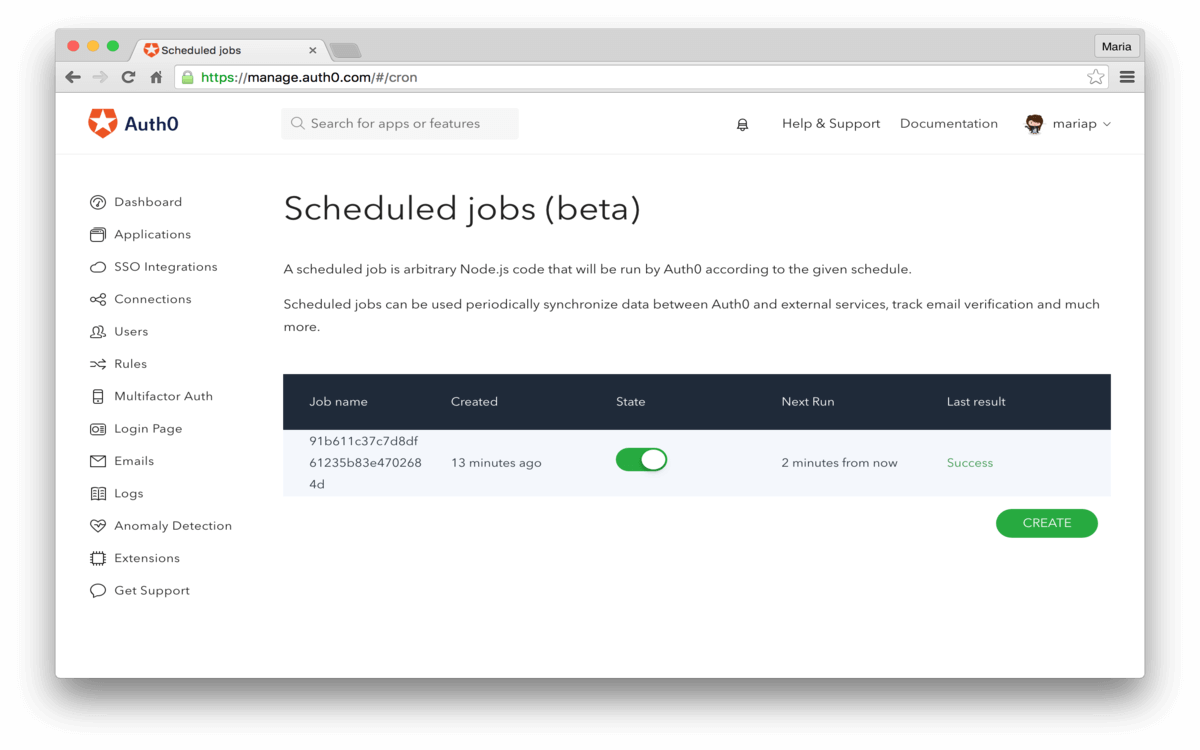 Scheduled jobs
Maria
https://manage.auth0.com/#/cron
Auth0
Search for apps or features
Help & Support
Documentation
mariap
Dashboard
Applications
SSO Integrations
Connections
Users
Rules
Multifactor Auth
Login Page
Emails
Logs
Anomaly Detection
Extensions
Get Support
Scheduled jobs (beta)
A scheduled job is arbitrary Node.js code that will be run by Auth0 according to the given schedule.
Scheduled jobs can be used periodically synchronize data between Auth0 and external services, track email verification and much
more.
Job name Created State Next Run Last result
91b611c37c7d8df
61235b83e470268
4d
13 minutes ago
2 minutes from now
Success
CREATE